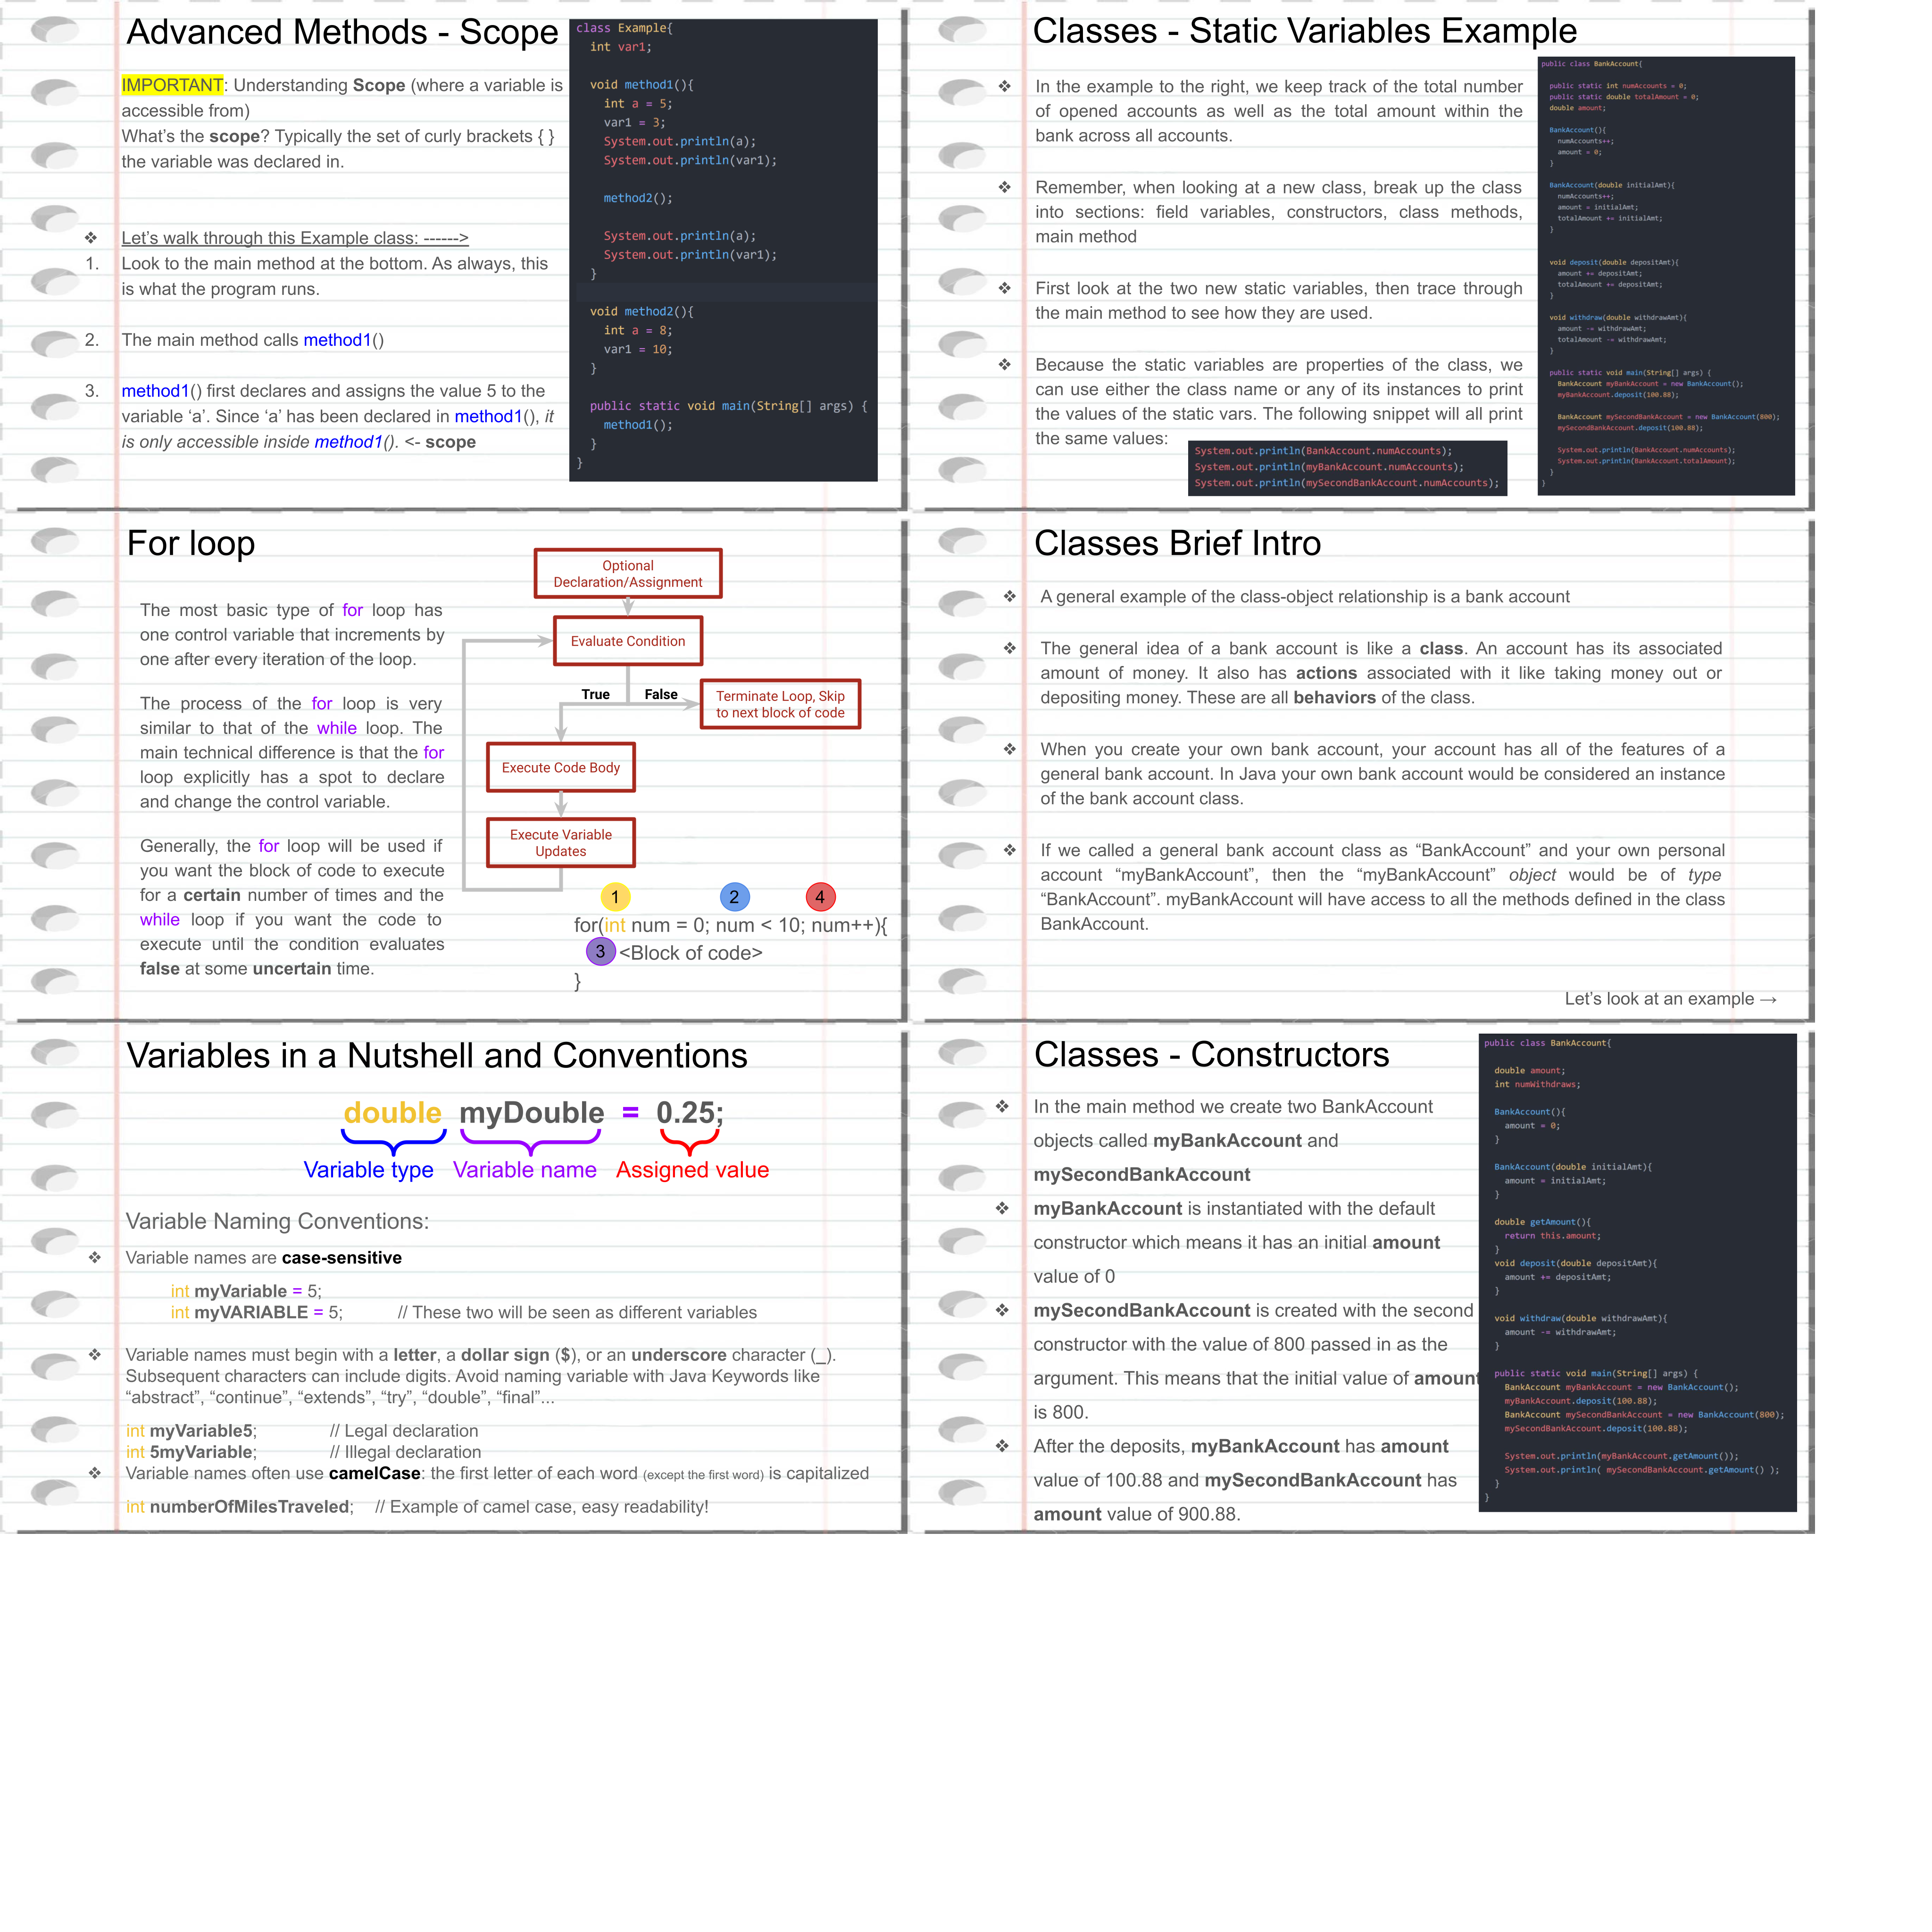 Advanced Methods - Scope
IMPORTANT: Understanding Scope (where a variable is
accessible from)
What's the scope? Typically the set of curly brackets { }
the variable was declared in.
❖ Let's walk through this Example class: ------>
1. Look to the main method at the bottom. As always, this
is what the program runs.
2. The main method calls method1()
3. method1() first declares and assigns the value 5 to the
variable ‘a’. Since ‘a’ has been declared in method1(), it
is only accessible inside method1(). <- scope
class Example{
int var1;
void method1(){
int a = 5;
var1 = 3;
System.out.println(a);
System.out.println(var1);
method2();
System.out.println(a);
System.out.println(var1);
}
void method2(){
int a = 8;
var1 = 10;
}
public static void main(String[] args) {
method1();
}
}
Classes - Static Variables Example
❖ In the example to the right, we keep track of the total number
of opened accounts as well as the total amount within the
bank across all accounts.
❖ Remember, when looking at a new class, break up the class
into sections: field variables, constructors, class methods,
main method
❖ First look at the two new static variables, then trace through
the main method to see how they are used.
❖ Because the static variables are properties of the class, we
can use either the class name or any of its instances to print
the values of the static vars. The following snippet will all print
the same values:
System.out.println(BankAccount.numAccounts);
System.out.println(myBankAccount.numAccounts);
System.out.println(mySecondBankAccount.numAccounts);
public class BankAccount{
public static int numAccounts = 0;
public static double totalAmount = 0;
double amount;
BankAccount(){
numAccounts++;
amount = 0;
}
BankAccount(double initialAmt){
numAccounts++;
amount = initialAmt;
totalAmount += initialAmt;
}
void deposit(double depositAmt){
amount += depositAmt;
totalAmount += depositAmt;
}
void withdraw(double withdrawAmt){
amount -= withdrawAmt;
totalAmount -= withdrawAmt;
}
public static void main(String[] args) {
BankAccount myBankAccount = new BankAccount();
myBankAccount.deposit(100.88);
BankAccount mySecondBankAccount = new BankAccount(800);
mySecondBankAccount.deposit(100.88);
System.out.println(BankAccount.numAccounts);
System.out.println(BankAccount.totalAmount);
}
}
For loop
The most basic type of for loop has
one control variable that increments by
one after every iteration of the loop.
The process of the for loop is very
similar to that of the while loop. The
main technical difference is that the for
loop explicitly has a spot to declare
and change the control variable.
Generally, the for loop will be used if
you want the block of code to execute
for a certain number of times and the
while loop if you want the code to
execute until the condition evaluates
false at some uncertain time.
Optional
Declaration/Assignment
Evaluate Condition
True False
Terminate Loop, Skip
to next block of code
Execute Code Body
Execute Variable
Updates
1 2 4
for(int num = 0; num < 10; num++){
3 <Block of code>
}
Classes Brief Intro
❖ A general example of the class-object relationship is a bank account
❖ The general idea of a bank account is like a class. An account has its associated
amount of money. It also has actions associated with it like taking money out or
depositing money. These are all behaviors of the class.
❖ When you create your own bank account, your account has all of the features of a
general bank account. In Java your own bank account would be considered an instance
of the bank account class.
❖ If we called a general bank account class as “BankAccount” and your own personal
account “myBankAccount”, then the “myBankAccount” object would be of type
“BankAccount”. myBankAccount will have access to all the methods defined in the class
BankAccount.
Let's look at an example →
Variables in a Nutshell and Conventions
double myDouble = 0.25;
Variable type Variable name Assigned value
Variable Naming Conventions:
❖ Variable names are case-sensitive
int myVariable = 5;
int myVARIABLE = 5; // These two will be seen as different variables
❖ Variable names must begin with a letter, a dollar sign ($), or an underscore character (_).
Subsequent characters can include digits. Avoid naming variable with Java Keywords like
“abstract”, “continue”, “extends”, “try”, “double”, “final”...
int myVariable5; // Legal declaration
int 5myVariable; // Illegal declaration
❖ Variable names often use camelCase: the first letter of each word (except the first word) is capitalized
int numberOfMilesTraveled; // Example of camel case, easy readability!
Classes - Constructors
❖ In the main method we create two BankAccount
objects called myBankAccount and
mySecondBankAccount
❖ myBankAccount is instantiated with the default
constructor which means it has an initial amount
value of 0
❖ mySecondBankAccount is created with the second
constructor with the value of 800 passed in as the
argument. This means that the initial value of amount
is 800.
❖ After the deposits, myBankAccount has amount
value of 100.88 and mySecondBankAccount has
amount value of 900.88.
public class BankAccount{
double amount;
int numWithdraws;
BankAccount(){
amount = 0;
}
BankAccount(double initialAmt){
amount = initialAmt;
}
double getAmount(){
return this.amount;
}
void deposit(double depositAmt){
amount += depositAmt;
}
void withdraw(double withdrawAmt){
amount -= withdrawAmt;
}
public static void main(String[] args) {
BankAccount myBankAccount = new BankAccount();
myBankAccount.deposit(100.88);
BankAccount mySecondBankAccount = new BankAccount(800);
mySecondBankAccount.deposit(100.88);
System.out.println(myBankAccount.getAmount());
System.out.println( mySecondBankAccount.getAmount() );
}
}